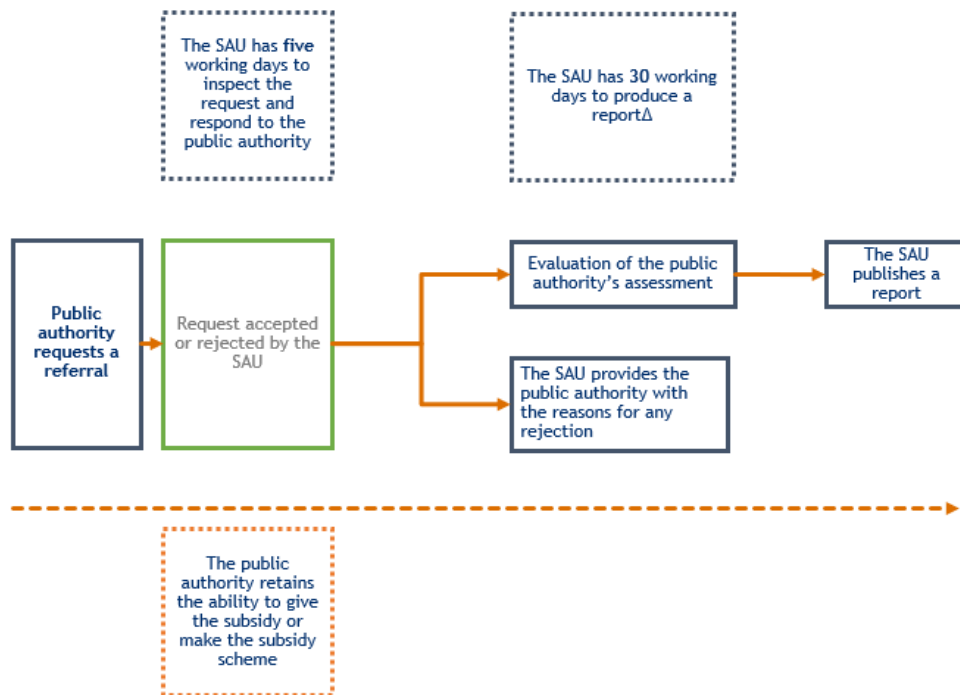 The SAU has five
working days to
inspect the
request and
respond to the
public authority
The SAU has 30 working
days to produce a
reportΔ
Public
authority
requests a
referral
Request accepted
or rejected by the
SAU
Evaluation of the public
authority’s assessment
The SAU
publishes a
report
The SAU provides the
public authority with
the reasons for any
rejection
The public
authority retains
the ability to give
the subsidy or
make the subsidy
scheme